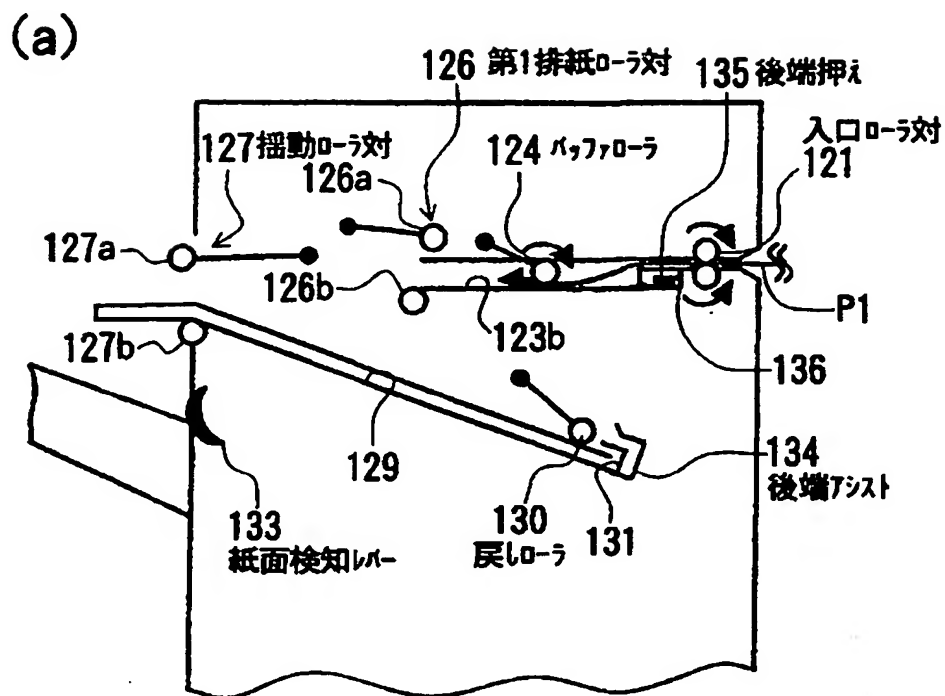 (a)
126 第1排紙ローラ対
135 後端押え
127 揺動ローラ対
124 バッファローラ
入口ローラ対
121
126a
127a
126b
P1
127b
123b
136
129
134
後端アシスト
133
紙面検知レバー
130
戻しローラ
131